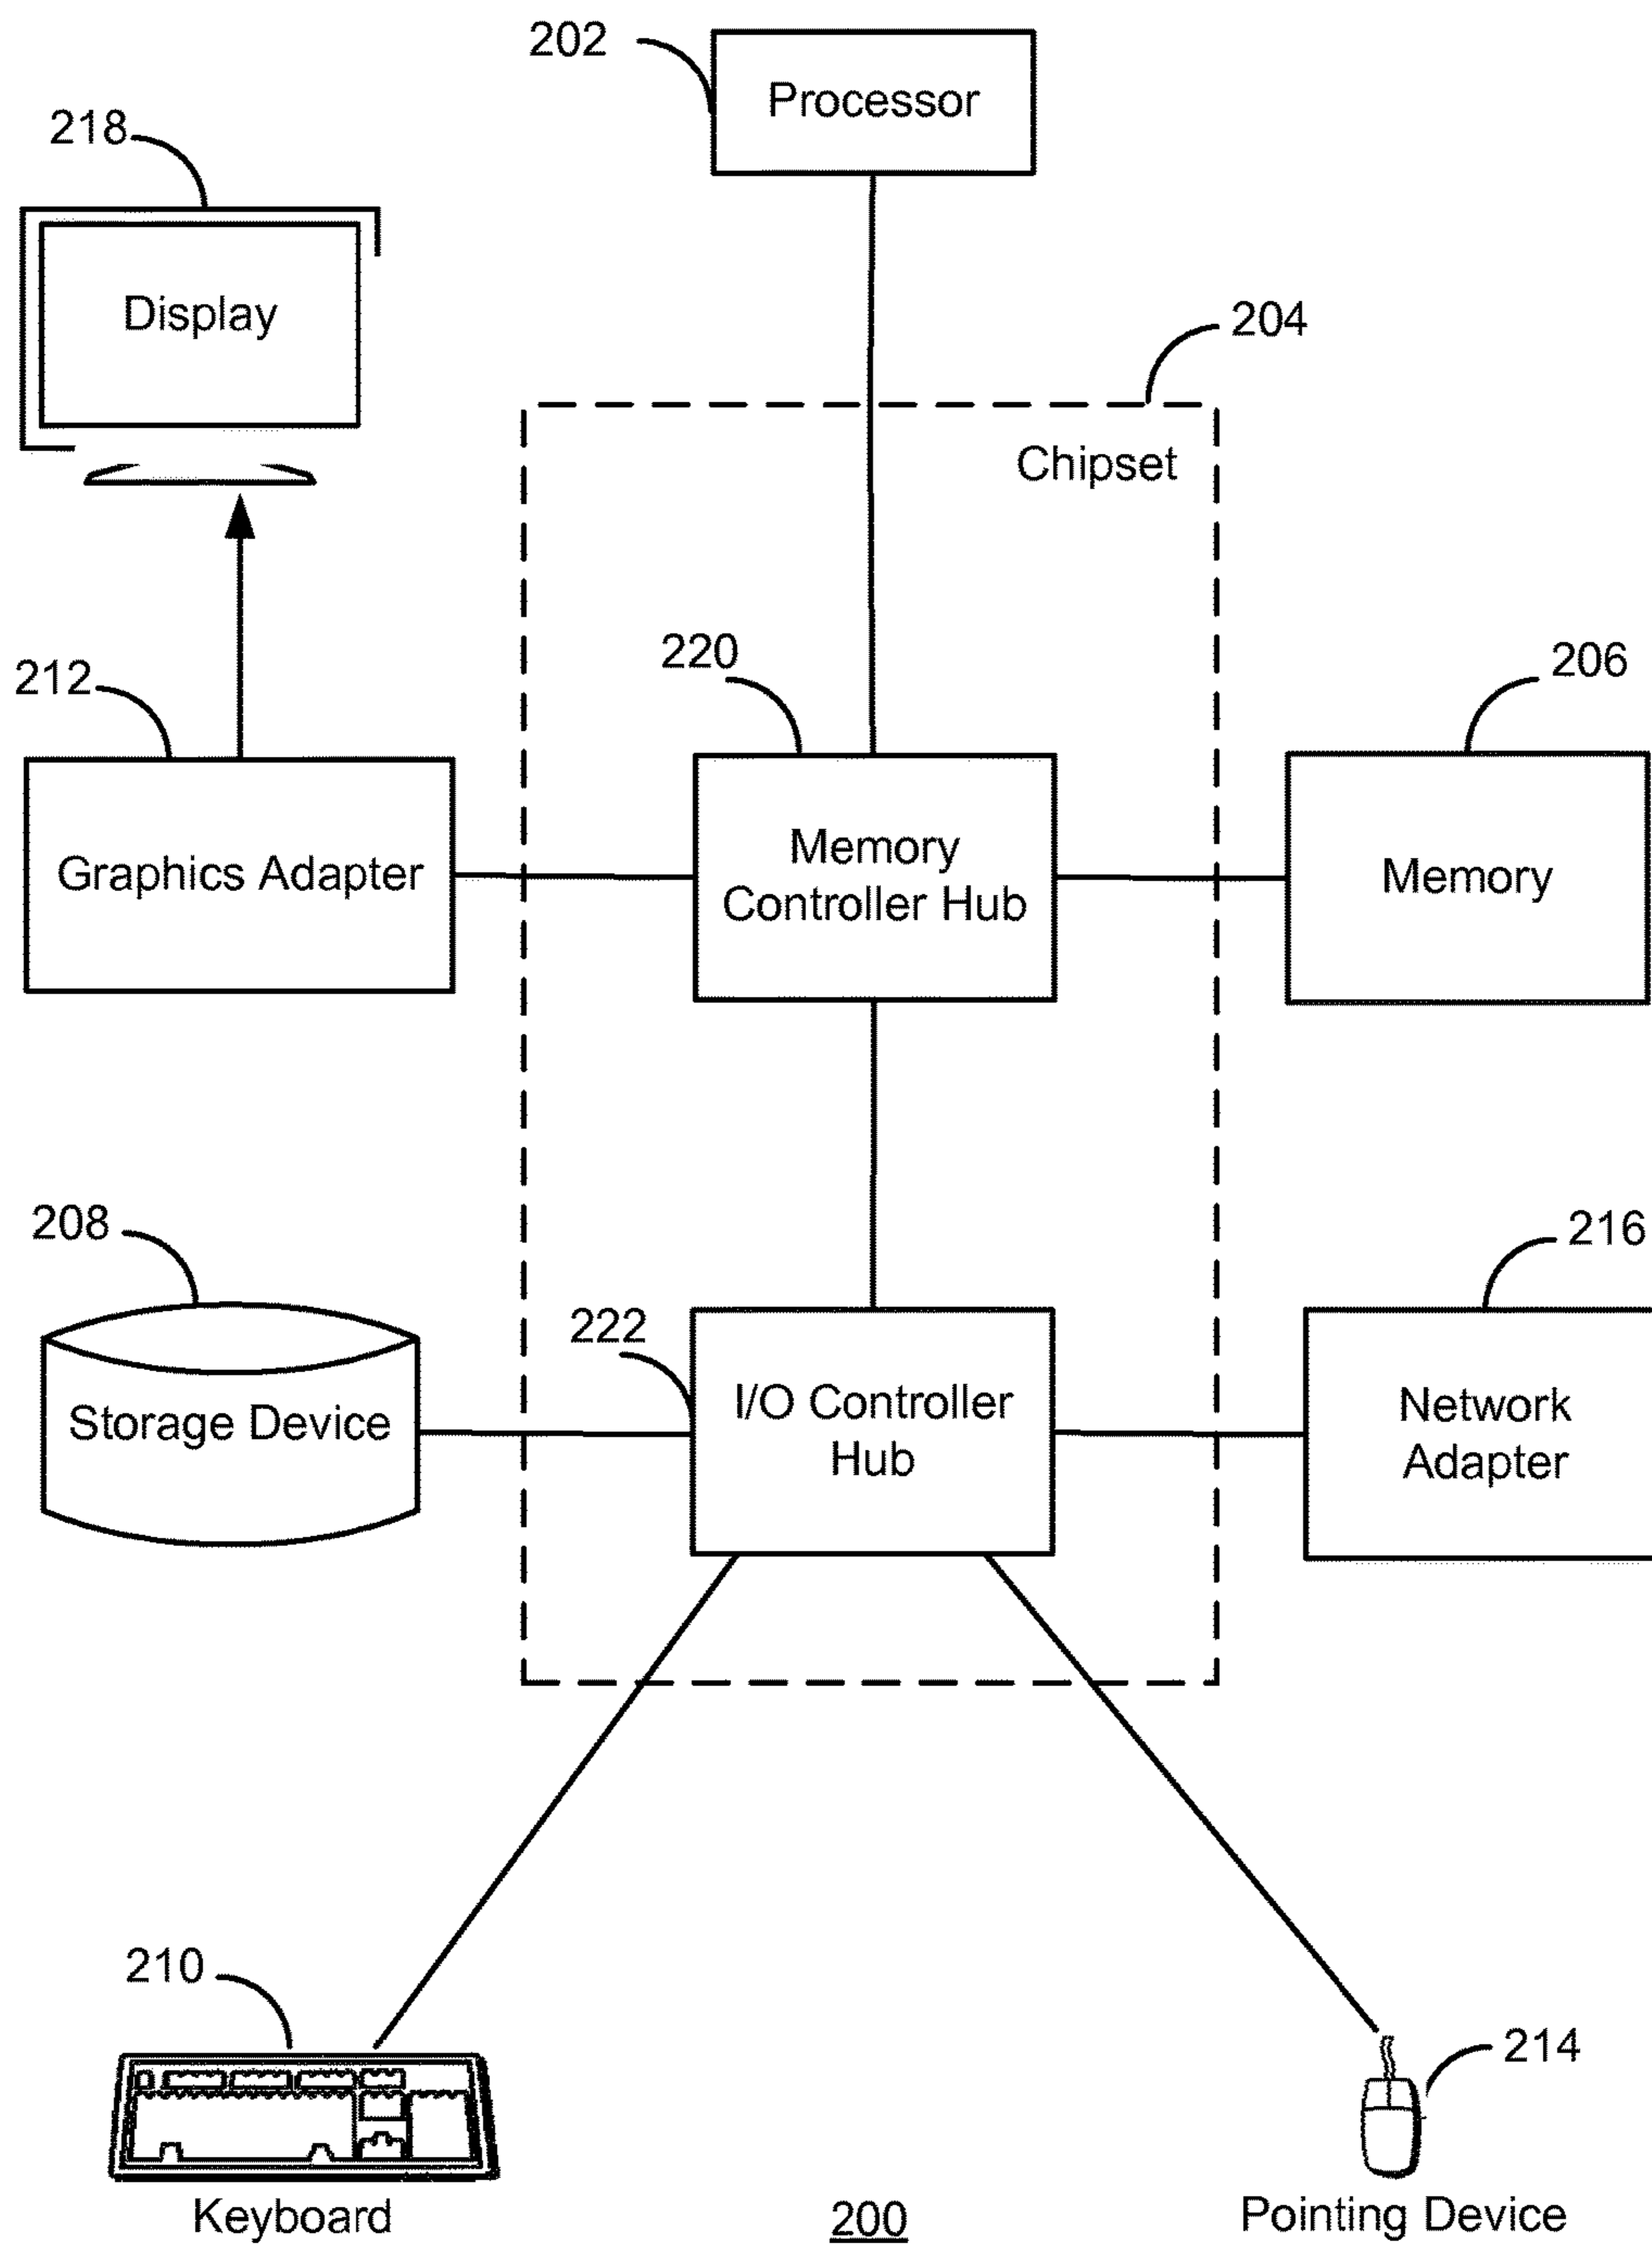 202
Processor
218
Display
204
Chipset
220
206
212
Graphics Adapter
Memory
Controller Hub
Memory
208
216
222
Storage Device
I/O Controller
Hub
Network
Adapter
210
214
Keyboard
200
Pointing Device